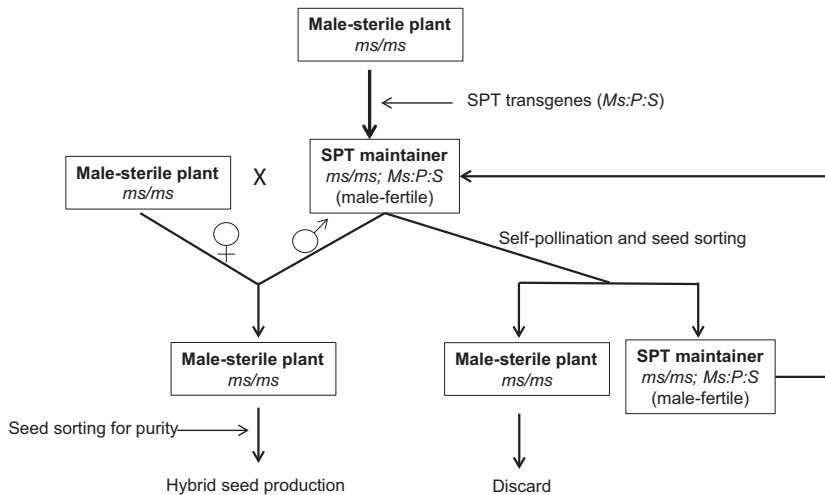 Male-sterile plant
ms/ms
SPT transgenes (Ms:P:S)
Male-sterile plant
ms/ms
X
SPT maintainer
ms/ms; Ms:P:S
(male-fertile)
Self-pollination and seed sorting
Male-sterile plant
ms/ms
Male-sterile plant
ms/ms
SPT maintainer
ms/ms; Ms:P:S
(male-fertile)
Seed sorting for purity
Hybrid seed production
Discard